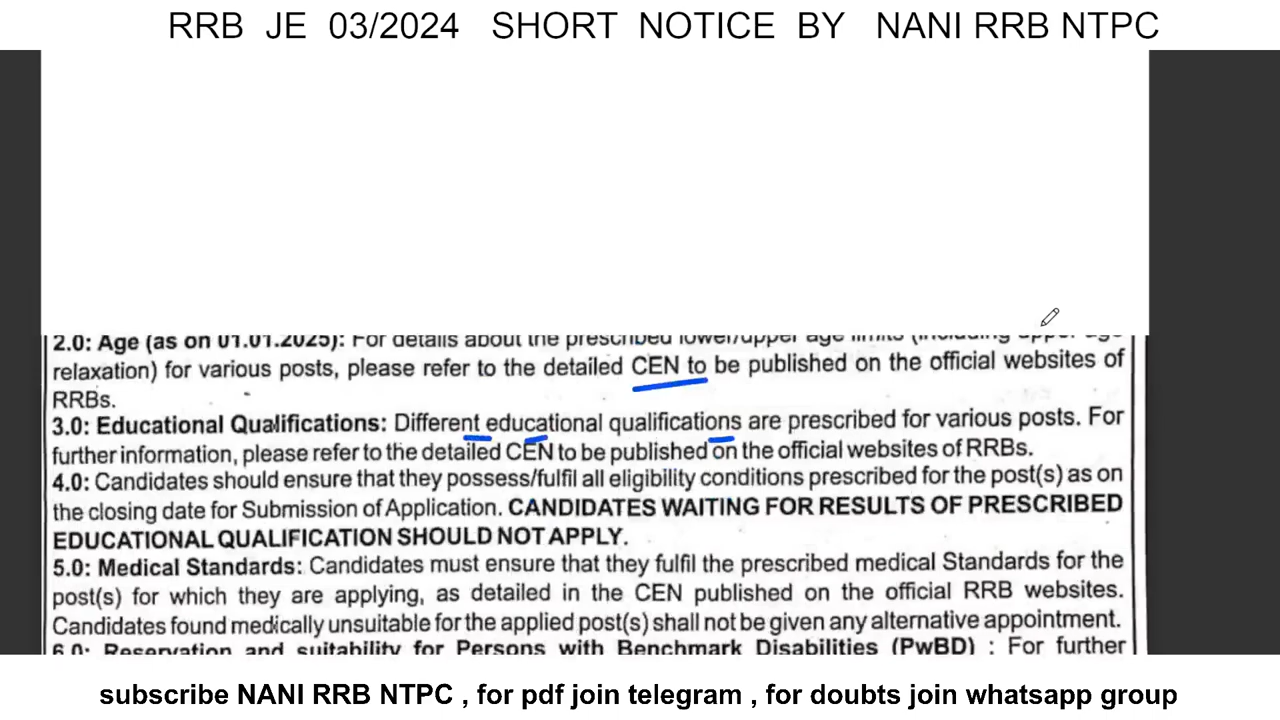 RRB JE 03/2024 SHORT NOTICE BY NANI RRB NTPC
2.0: Age (as on 01.01.2025): For details about the prescribed lower/upper age limits (including upper age
relaxation) for various posts, please refer to the detailed CEN to be published on the official websites of
RRBs.
3.0: Educational Qualifications: Different educational qualifications are prescribed for various posts. For
further information, please refer to the detailed CEN to be published on the official websites of RRBs.
4.0: Candidates should ensure that they possess/fulfil all eligibility conditions prescribed for the post(s) as on
the closing date for Submission of Application. CANDIDATES WAITING FOR RESULTS OF PRESCRIBED
EDUCATIONAL QUALIFICATION SHOULD NOT APPLY.
5.0: Medical Standards: Candidates must ensure that they fulfil the prescribed medical Standards for the
post(s) for which they are applying, as detailed in the CEN published on the official RRB websites.
Candidates found medically unsuitable for the applied post(s) shall not be given any alternative appointment.
6.0: Reservation and suitability for Persons with Benchmark Disabilities (PwBD) : For further
subscribe NANI RRB NTPC , for pdf join telegram , for doubts join whatsapp group